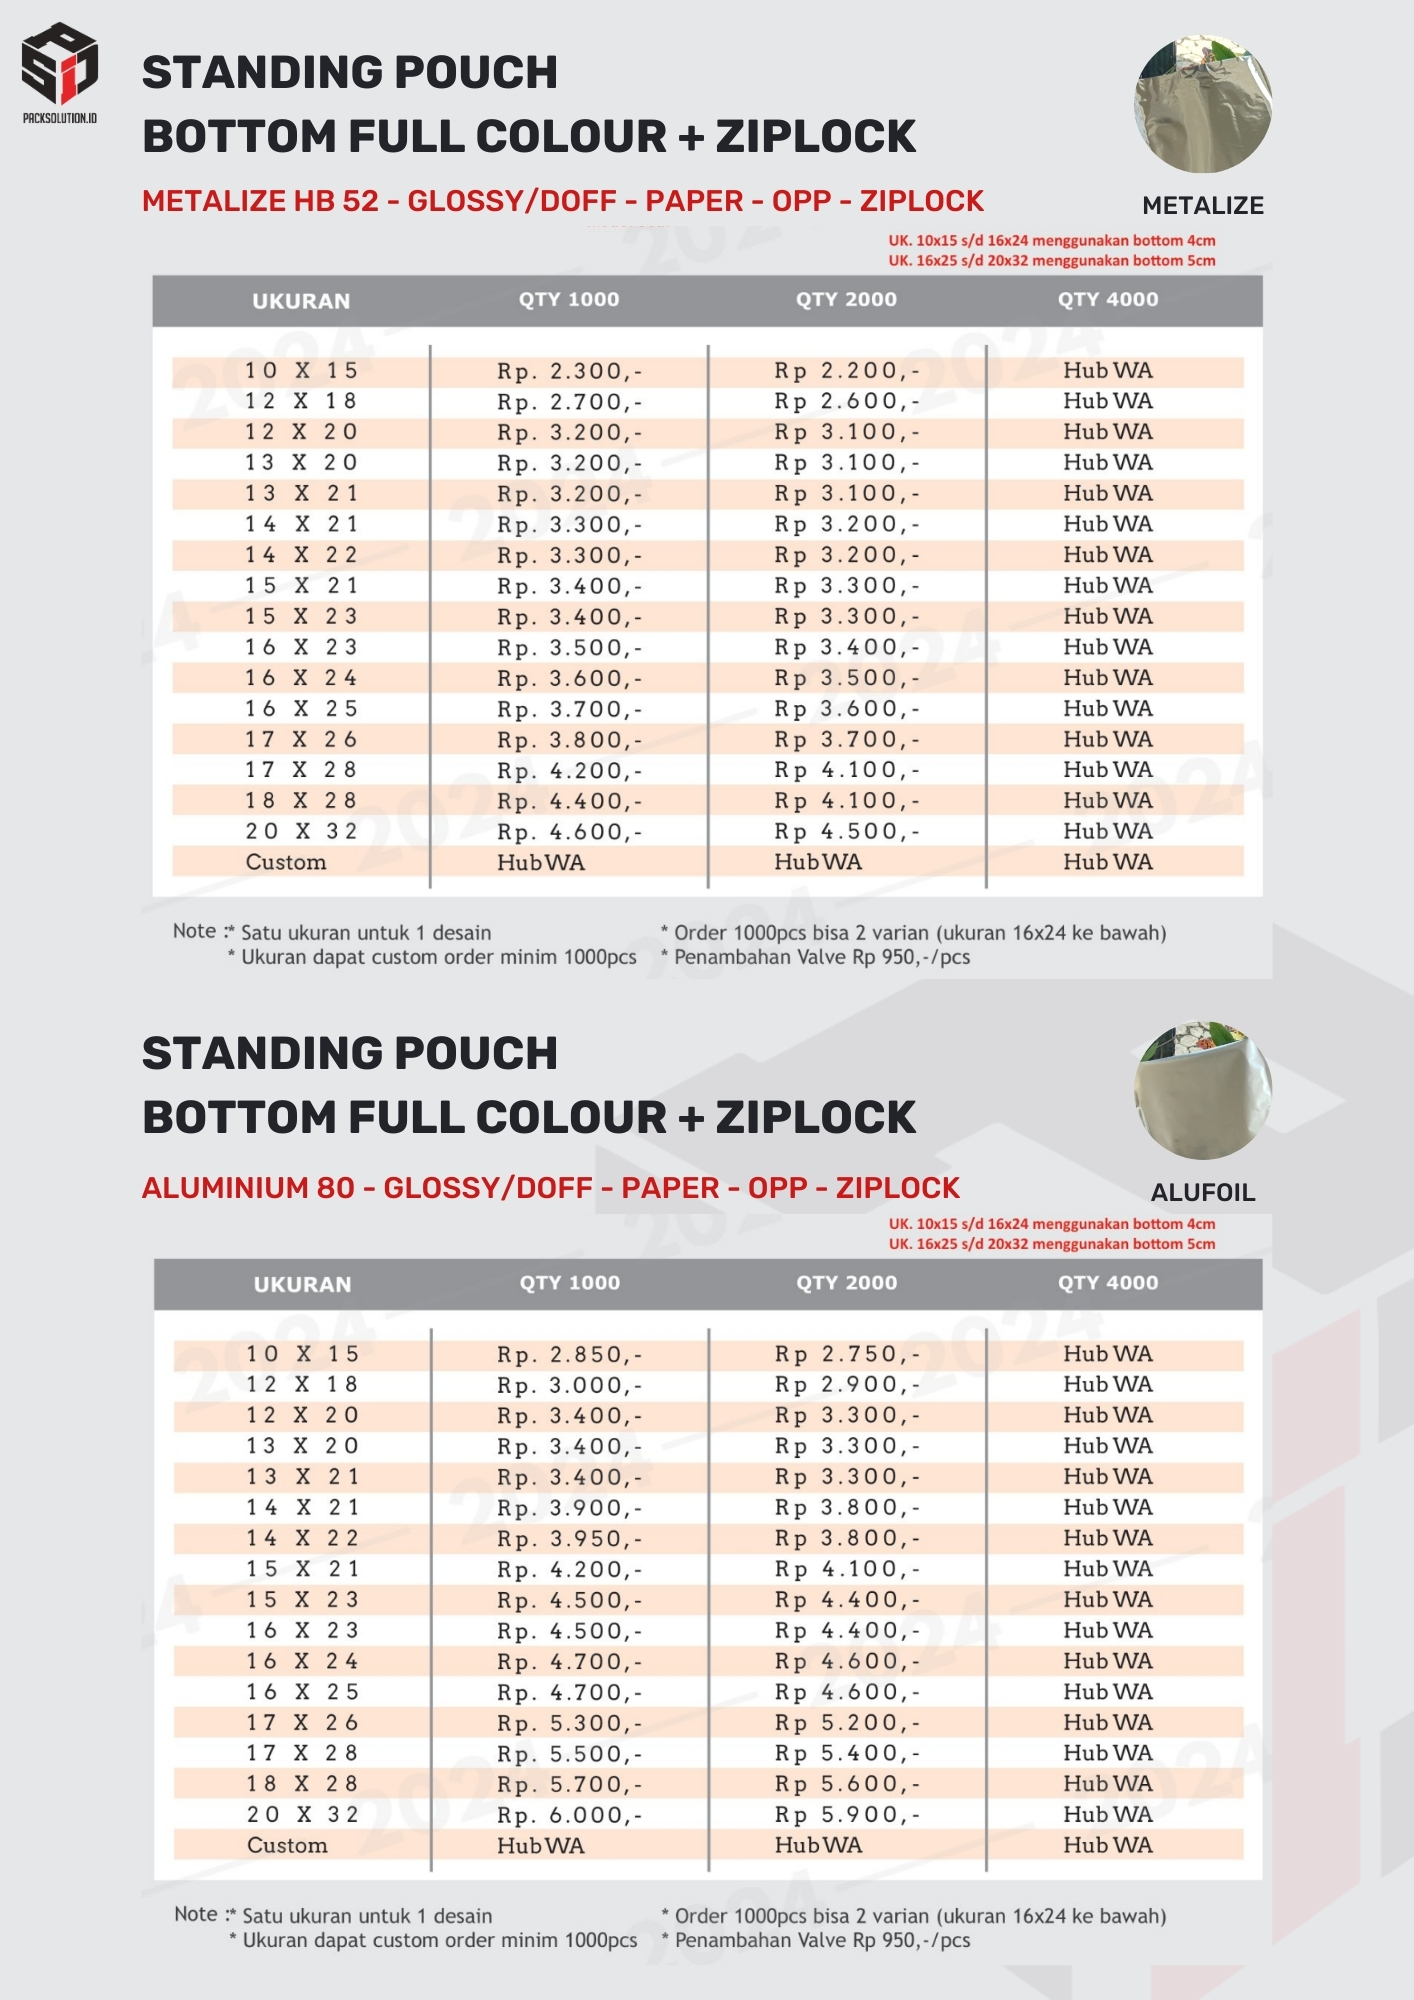 PACKSOLUTION.ID
STANDING POUCH
BOTTOM FULL COLOUR + ZIPLOCK
METALIZE HB 52 - GLOSSY/DOFF - PAPER - OPP - ZIPLOCK
METALIZE
UK. 10x15 s/d 16x24 menggunakan bottom 4cm
UK. 16x25 s/d 20x32 menggunakan bottom 5cm
UKURAN QTY 1000 QTY 2000 QTY 4000
10 X 15 Rp. 2.300,- Rp 2.200,- Hub WA
12 X 18 Rp. 2.700,- Rp 2.600,- Hub WA
12 X 20 Rp. 3.200,- Rp 3.100,- Hub WA
13 X 20 Rp. 3.200,- Rp 3.100,- Hub WA
13 X 21 Rp. 3.200,- Rp 3.100,- Hub WA
14 X 21 Rp. 3.300,- Rp 3.200,- Hub WA
14 X 22 Rp. 3.300,- Rp 3.200,- Hub WA
15 X 21 Rp. 3.400,- Rp 3.300,- Hub WA
15 X 23 Rp. 3.400,- Rp 3.300,- Hub WA
16 X 23 Rp. 3.500,- Rp 3.400,- Hub WA
16 X 24 Rp. 3.600,- Rp 3.500,- Hub WA
16 X 25 Rp. 3.700,- Rp 3.600,- Hub WA
17 X 26 Rp. 3.800,- Rp 3.700,- Hub WA
17 X 28 Rp. 4.200,- Rp 4.100,- Hub WA
18 X 28 Rp. 4.400,- Rp 4.100,- Hub WA
20 X 32 Rp. 4.600,- Rp 4.500,- Hub WA
Custom Hub WA Hub WA Hub WA
Note :* Satu ukuran untuk 1 desain * Order 1000pcs bisa 2 varian (ukuran 16x24 ke bawah)
* Ukuran dapat custom order minim 1000pcs * Penambahan Valve Rp 950,-/pcs
STANDING POUCH
BOTTOM FULL COLOUR + ZIPLOCK
ALUMINIUM 80 - GLOSSY/DOFF - PAPER - OPP - ZIPLOCK
ALUFOIL
UK. 10x15 s/d 16x24 menggunakan bottom 4cm
UK. 16x25 s/d 20x32 menggunakan bottom 5cm
UKURAN QTY 1000 QTY 2000 QTY 4000
10 X 15 Rp. 2.850,- Rp 2.750,- Hub WA
12 X 18 Rp. 3.000,- Rp 2.900,- Hub WA
12 X 20 Rp. 3.400,- Rp 3.300,- Hub WA
13 X 20 Rp. 3.400,- Rp 3.300,- Hub WA
13 X 21 Rp. 3.400,- Rp 3.300,- Hub WA
14 X 21 Rp. 3.900,- Rp 3.800,- Hub WA
14 X 22 Rp. 3.950,- Rp 3.800,- Hub WA
15 X 21 Rp. 4.200,- Rp 4.100,- Hub WA
15 X 23 Rp. 4.500,- Rp 4.400,- Hub WA
16 X 23 Rp. 4.500,- Rp 4.400,- Hub WA
16 X 24 Rp. 4.700,- Rp 4.600,- Hub WA
16 X 25 Rp. 4.700,- Rp 4.600,- Hub WA
17 X 26 Rp. 5.300,- Rp 5.200,- Hub WA
17 X 28 Rp. 5.500,- Rp 5.400,- Hub WA
18 X 28 Rp. 5.700,- Rp 5.600,- Hub WA
20 X 32 Rp. 6.000,- Rp 5.900,- Hub WA
Custom Hub WA Hub WA Hub WA
Note :* Satu ukuran untuk 1 desain * Order 1000pcs bisa 2 varian (ukuran 16x24 ke bawah)
* Ukuran dapat custom order minim 1000pcs * Penambahan Valve Rp 950,-/pcs